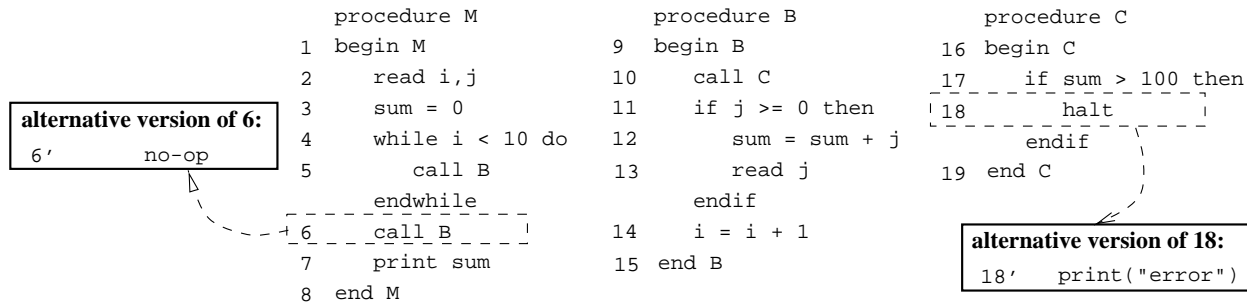 procedure M
1 begin M
2 read i,j
3 sum = 0
4 while i < 10 do
5 call B
endwhile
6 call B
7 print sum
8 end M
alternative version of 6:
6' no-op
procedure B
9 begin B
10 call C
11 if j >= 0 then
12 sum = sum + j
13 read j
endif
14 i = i + 1
15 end B
procedure C
16 begin C
17 if sum > 100 then
18 halt
endif
19 end C
alternative version of 18:
18' print("error")